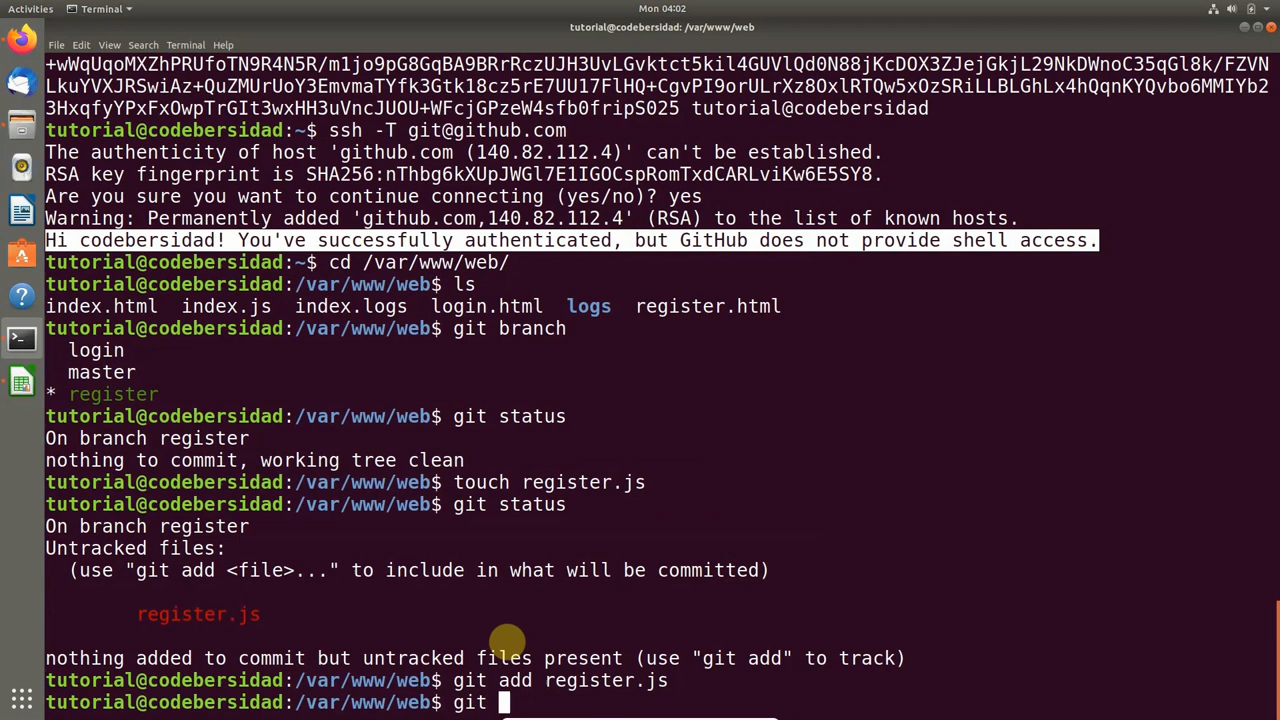 Activities Terminal Mon 04:02
tutorial@codebersidad: /var/www/web
File Edit View Search Terminal Help
+wWqUqoMXZhPRUfoTN9R4N5R/m1jo9pG8GqBA9BRrRczUJH3UvLGvktct5kil4GUVlQd0N88jKcDOX3ZJejGkjL29NkDWnoC35qGl8k/FZVN
LkuYVXJRSwiAz+QuZMUrUoY3EmvmaTYfk3Gtk18cz5rE7UU17FlHQ+CgvPI9orULrXz8OxlRTQw5xOzSRiLLBLGhLx4hQqnKYQvbo6MMIYb2
3HxqfyYPxFxOwpTrGIt3wxHH3uVncJUOU+WFcjGPzeW4sfb0fripS025 tutorial@codebersidad
tutorial@codebersidad:~$ ssh -T git@github.com
The authenticity of host 'github.com (140.82.112.4)' can't be established.
RSA key fingerprint is SHA256:nThbg6kXUpJWGl7E1IGOCspRomTxdCARLviKw6E5SY8.
Are you sure you want to continue connecting (yes/no)? yes
Warning: Permanently added 'github.com,140.82.112.4' (RSA) to the list of known hosts.
Hi codebersidad! You've successfully authenticated, but GitHub does not provide shell access.
tutorial@codebersidad:~$ cd /var/www/web/
tutorial@codebersidad:/var/www/web$ ls
index.html index.js index.logs login.html logs register.html
tutorial@codebersidad:/var/www/web$ git branch
login
master
* register
tutorial@codebersidad:/var/www/web$ git status
On branch register
nothing to commit, working tree clean
tutorial@codebersidad:/var/www/web$ touch register.js
tutorial@codebersidad:/var/www/web$ git status
On branch register
Untracked files:
(use "git add <file>..." to include in what will be committed)
register.js
nothing added to commit but untracked files present (use "git add" to track)
tutorial@codebersidad:/var/www/web$ git add register.js
tutorial@codebersidad:/var/www/web$ git